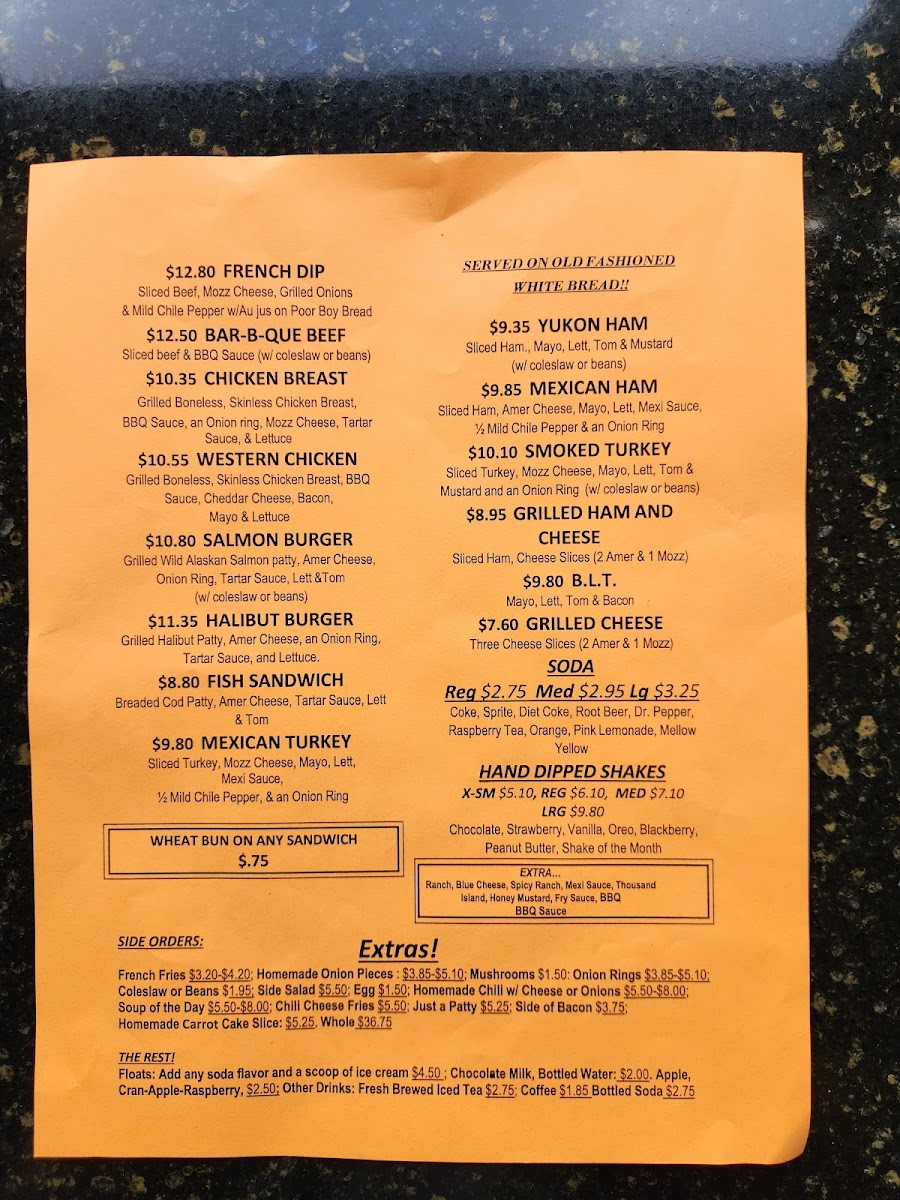 $12.80 FRENCH DIP
Sliced Beef, Mozz Cheese, Grilled Onions
& Mild Chile Pepper w/Au jus on Poor Boy Bread
$12.50 BAR-B-QUE BEEF
Sliced beef & BBQ Sauce (w/ coleslaw or beans)
$10.35 CHICKEN BREAST
Grilled Boneless, Skinless Chicken Breast,
BBQ Sauce, an Onion ring, Mozz Cheese, Tartar
Sauce, & Lettuce
$10.55 WESTERN CHICKEN
Grilled Boneless, Skinless Chicken Breast, BBQ
Sauce, Cheddar Cheese, Bacon,
Mayo & Lettuce
$10.80 SALMON BURGER
Grilled Wild Alaskan Salmon patty, Amer Cheese,
Onion Ring, Tartar Sauce, Lett &Tom
(w/ coleslaw or beans)
$11.35 HALIBUT BURGER
Grilled Halibut Patty, Amer Cheese, an Onion Ring,
Tartar Sauce, and Lettuce.
$8.80 FISH SANDWICH
Breaded Cod Patty, Amer Cheese, Tartar Sauce, Lett
& Tom
$9.80 MEXICAN TURKEY
Sliced Turkey, Mozz Cheese, Mayo, Lett,
Mexi Sauce,
½ Mild Chile Pepper, & an Onion Ring
WHEAT BUN ON ANY SANDWICH
$.75
SERVED ON OLD FASHIONED
WHITE BREAD!!
$9.35 YUKON HAM
Sliced Ham., Mayo, Lett, Tom & Mustard
(w/ coleslaw or beans)
$9.85 MEXICAN HAM
Sliced Ham, Amer Cheese, Mayo, Lett, Mexi Sauce,
½ Mild Chile Pepper & an Onion Ring
$10.10 SMOKED TURKEY
Sliced Turkey, Mozz Cheese, Mayo, Lett, Tom &
Mustard and an Onion Ring (w/ coleslaw or beans)
$8.95 GRILLED HAM AND
CHEESE
Sliced Ham, Cheese Slices (2 Amer & 1 Mozz)
$9.80 B.L.T.
Mayo, Lett, Tom & Bacon
$7.60 GRILLED CHEESE
Three Cheese Slices (2 Amer & 1 Mozz)
SODA
Reg $2.75 Med $2.95 Lg $3.25
Coke, Sprite, Diet Coke, Root Beer, Dr. Pepper,
Raspberry Tea, Orange, Pink Lemonade, Mellow
Yellow
HAND DIPPED SHAKES
X-SM $5.10, REG $6.10, MED $7.10
LRG $9.80
Chocolate, Strawberry, Vanilla, Oreo, Blackberry,
Peanut Butter, Shake of the Month
EXTRA...
Ranch, Blue Cheese, Spicy Ranch, Mexi Sauce, Thousand
Island, Honey Mustard, Fry Sauce, BBQ
BBQ Sauce
SIDE ORDERS:
Extras!
French Fries $3.20-$4.20; Homemade Onion Pieces : $3.85-$5.10; Mushrooms $1.50: Onion Rings $3.85-$5.10;
Coleslaw or Beans $1.95; Side Salad $5.50; Egg $1.50; Homemade Chili w/ Cheese or Onions $5.50-$8.00;
Soup of the Day $5.50-$8.00; Chili Cheese Fries $5.50; Just a Patty $5.25; Side of Bacon $3.75;
Homemade Carrot Cake Slice: $5.25, Whole $36.75
THE REST!
Floats: Add any soda flavor and a scoop of ice cream $4.50 ; Chocolate Milk, Bottled Water: $2.00. Apple,
Cran-Apple-Raspberry, $2.50; Other Drinks: Fresh Brewed Iced Tea $2.75; Coffee $1.85 Bottled Soda $2.75